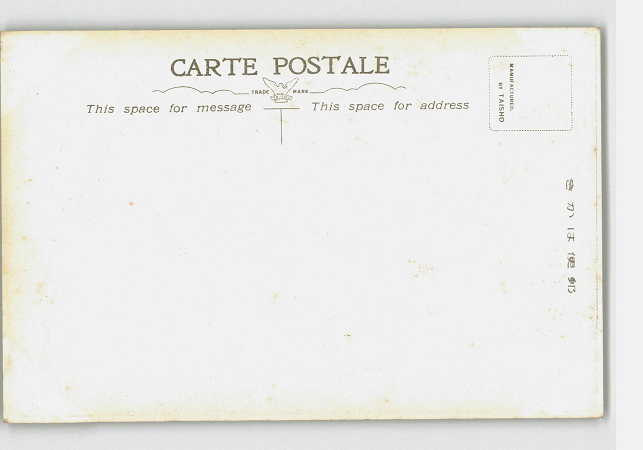 CARTE POSTALE
TRADE MARK
This space for message
This space for address
MANUFACTURED.
BY TAISHO
きかは便郵